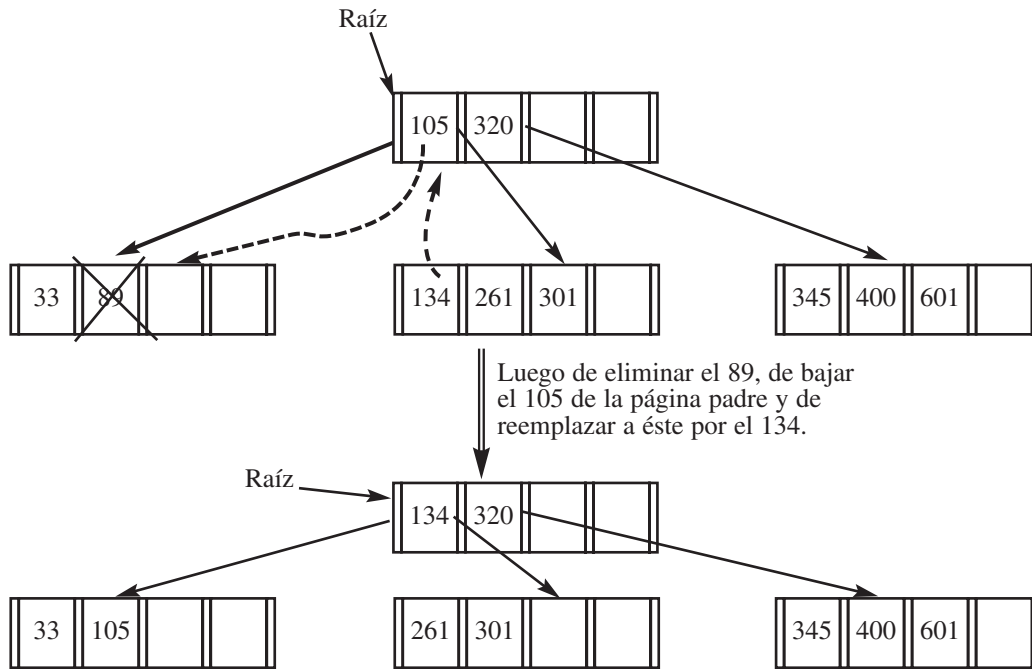 Raíz
105 320
33 89 134 261 301 345 400 601
Luego de eliminar el 89, de bajar
el 105 de la página padre y de
reemplazar a éste por el 134.
Raíz
134 320
33 105 261 301 345 400 601